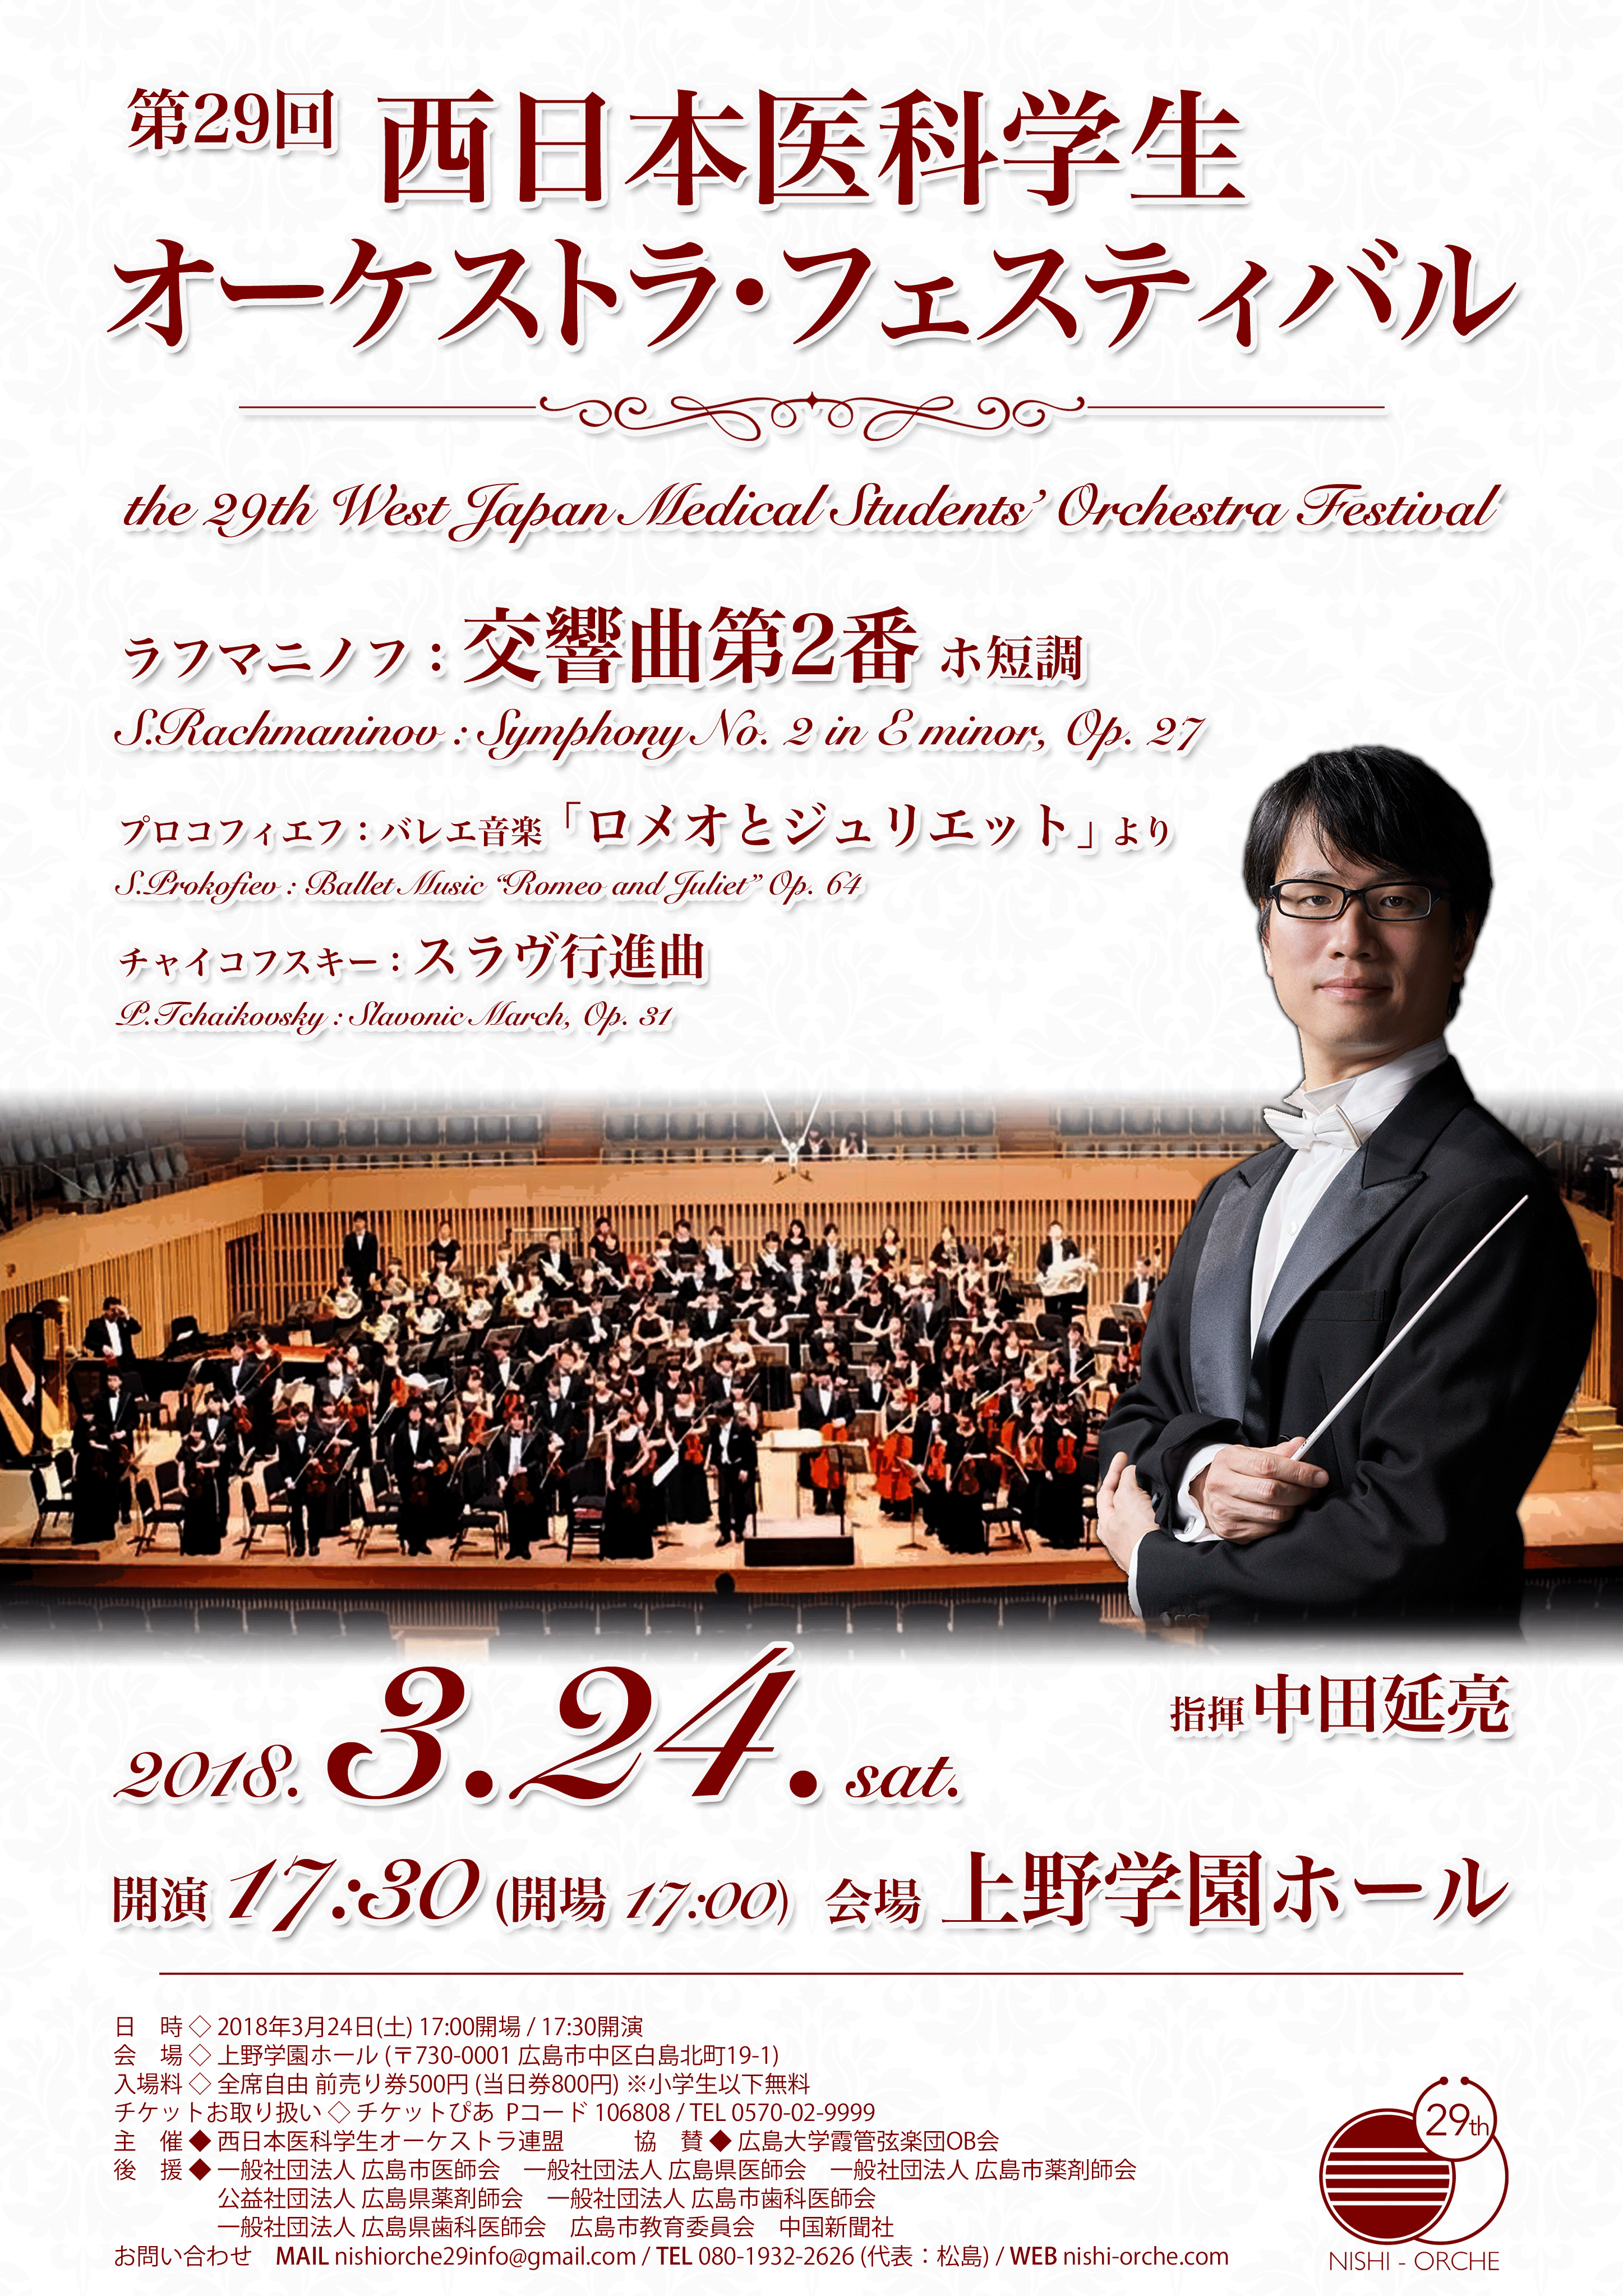 第29回 西日本医科学生
オーケストラ・フェスティバル
the 29th West Japan Medical Students' Orchestra Festival
ラフマニノフ：交響曲第2番 ホ短調
S.Rachmaninov : Symphony No. 2 in E minor, Op. 27
プロコフィエフ：バレエ音楽「ロメオとジュリエット」より
S.Prokofiev : Ballet Music “Romeo and Juliet” Op. 64
チャイコフスキー：スラヴ行進曲
P.Tchaikovsky : Slavonic March, Op. 31
指揮 中田延亮
2018. 3.24. sat.
開演 17:30 (開場 17:00) 会場 上野学園ホール
日　時 ◇ 2018年3月24日(土) 17:00開場 / 17:30開演
会　場 ◇ 上野学園ホール (〒730-0001 広島市中区白島北町19-1)
入場料 ◇ 全席自由 前売り券500円 (当日券800円) ※小学生以下無料
チケットお取り扱い ◇ チケットぴあ Pコード 106808 / TEL 0570-02-9999
主　催 ◆ 西日本医科学生オーケストラ連盟　　協　賛 ◆ 広島大学霞管弦楽団OB会
後　援 ◆ 一般社団法人 広島市医師会　一般社団法人 広島県医師会　一般社団法人 広島市薬剤師会
公益社団法人 広島県薬剤師会　一般社団法人 広島市歯科医師会
一般社団法人 広島県歯科医師会　広島市教育委員会　中国新聞社
お問い合わせ　MAIL nishiorche29info@gmail.com / TEL 080-1932-2626 (代表：松島) / WEB nishi-orche.com
29th
NISHI - ORCHE